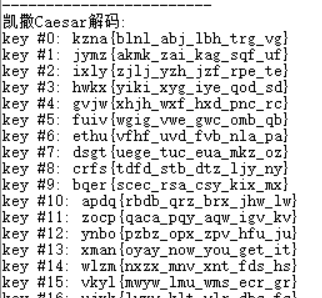 --------------------------
凯撒Caesar解码:
key #0: kzna{blnl_abj_lbh_trg_vg}
key #1: jymz{akmk_zai_kag_sqf_uf}
key #2: ixly{zjlj_yzh_jzf_rpe_te}
key #3: hwkx{yiki_xyg_iye_qod_sd}
key #4: gvjw{xhjh_wxf_hxd_pnc_rc}
key #5: fuiv{wgig_vwe_gwc_omb_qb}
key #6: ethu{vfhf_uvd_fvb_nla_pa}
key #7: dsgt{uege_tuc_eua_mkz_oz}
key #8: crfs{tdfd_stb_dtz_ljy_ny}
key #9: bqer{scec_rsa_csy_kix_mx}
key #10: apdq{rbdb_qrz_brx_jhw_lw}
key #11: zocp{qaca_pqy_aqw_igv_kv}
key #12: ynbo{pzbz_opx_zpv_hfu_ju}
key #13: xman{oyay_now_you_get_it}
key #14: wlzm{nxzx_mnv_xnt_fds_hs}
key #15: vkyl{mwyw_lmu_wms_ecr_gr}